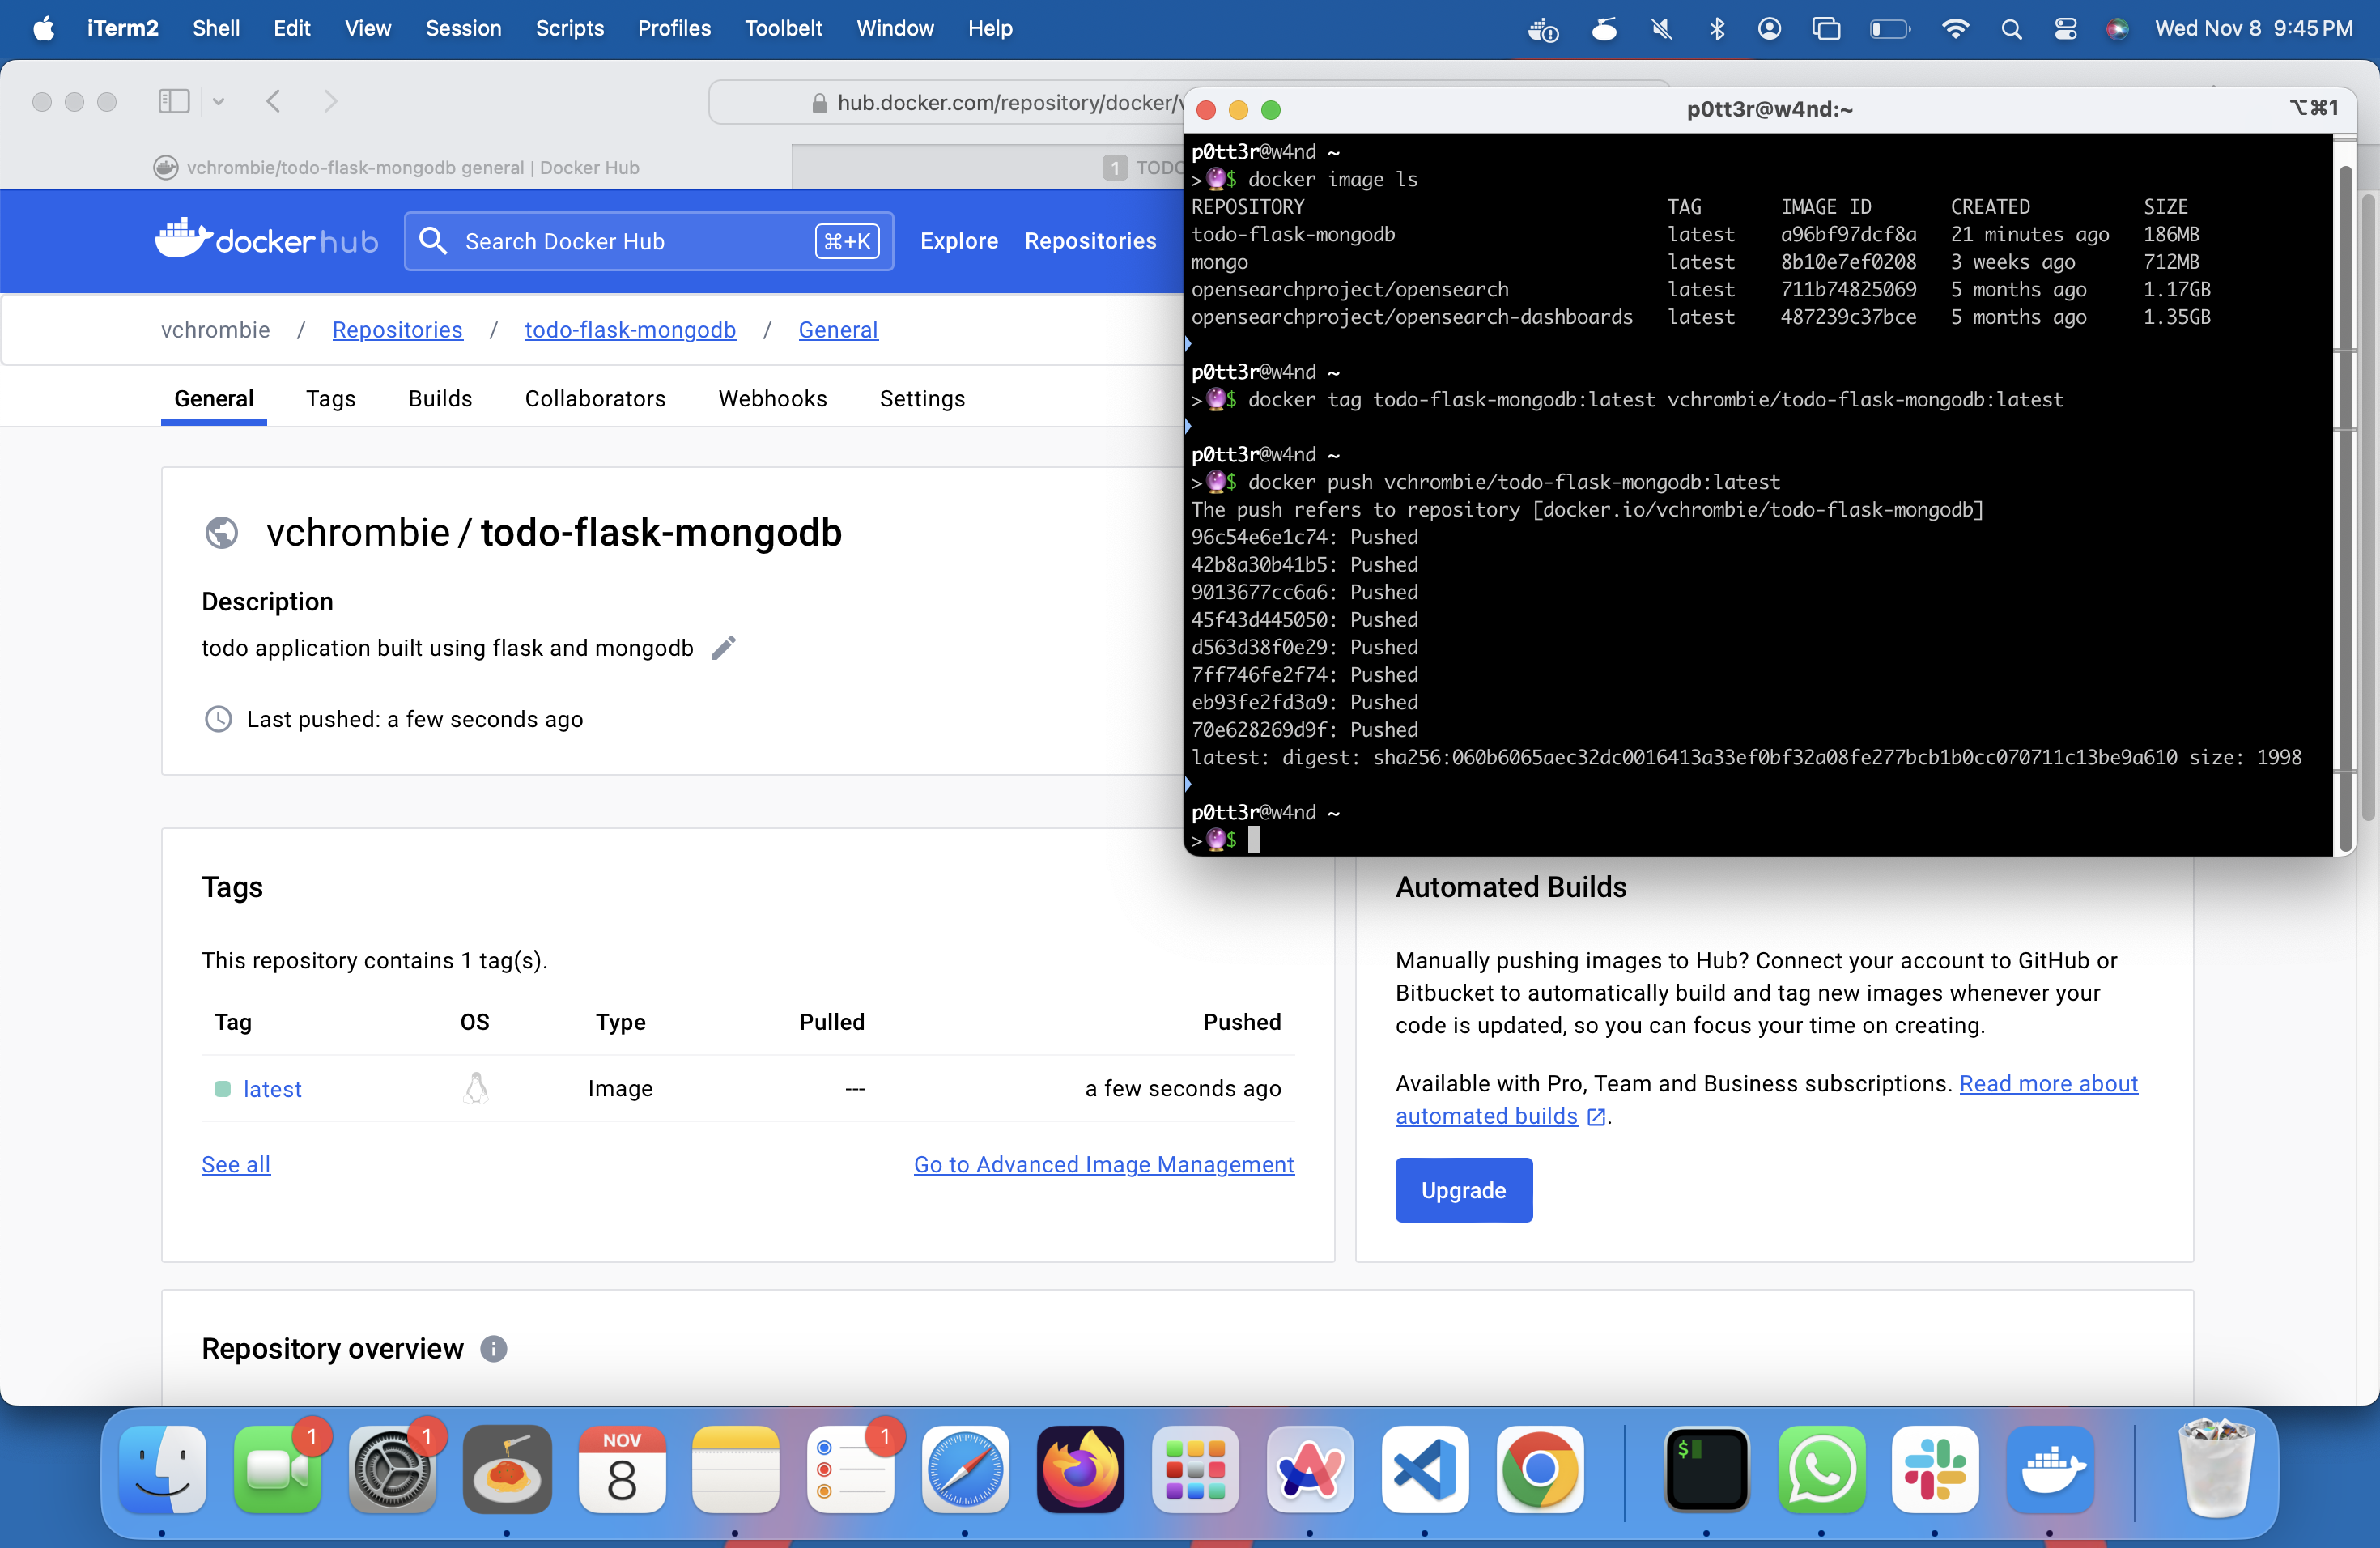 iTerm2 Shell Edit View Session Scripts Profiles Toolbelt Window Help Wed Nov 8 9:45 PM
hub.docker.com/repository/docker/v
vchrombie/todo-flask-mongodb general | Docker Hub
1 TODO
docker hub
Search Docker Hub ⌘+K
Explore Repositories
vchrombie / Repositories / todo-flask-mongodb / General
General Tags Builds Collaborators Webhooks Settings
vchrombie / todo-flask-mongodb
Description
todo application built using flask and mongodb
Last pushed: a few seconds ago
Tags
This repository contains 1 tag(s).
Tag OS Type Pulled Pushed
latest Image --- a few seconds ago
See all Go to Advanced Image Management
Automated Builds
Manually pushing images to Hub? Connect your account to GitHub or
Bitbucket to automatically build and tag new images whenever your
code is updated, so you can focus your time on creating.
Available with Pro, Team and Business subscriptions. Read more about
automated builds .
Upgrade
Repository overview
p0tt3r@w4nd:~ ⌥⌘1
p0tt3r@w4nd ~
>🔮$ docker image ls
REPOSITORY TAG IMAGE ID CREATED SIZE
todo-flask-mongodb latest a96bf97dcf8a 21 minutes ago 186MB
mongo latest 8b10e7ef0208 3 weeks ago 712MB
opensearchproject/opensearch latest 711b74825069 5 months ago 1.17GB
opensearchproject/opensearch-dashboards latest 487239c37bce 5 months ago 1.35GB
p0tt3r@w4nd ~
>🔮$ docker tag todo-flask-mongodb:latest vchrombie/todo-flask-mongodb:latest
p0tt3r@w4nd ~
>🔮$ docker push vchrombie/todo-flask-mongodb:latest
The push refers to repository [docker.io/vchrombie/todo-flask-mongodb]
96c54e6e1c74: Pushed
42b8a30b41b5: Pushed
9013677cc6a6: Pushed
45f43d445050: Pushed
d563d38f0e29: Pushed
7ff746fe2f74: Pushed
eb93fe2fd3a9: Pushed
70e628269d9f: Pushed
latest: digest: sha256:060b6065aec32dc0016413a33ef0bf32a08fe277bcb1b0cc070711c13be9a610 size: 1998
p0tt3r@w4nd ~
>🔮$
1
1
NOV
8
1
$